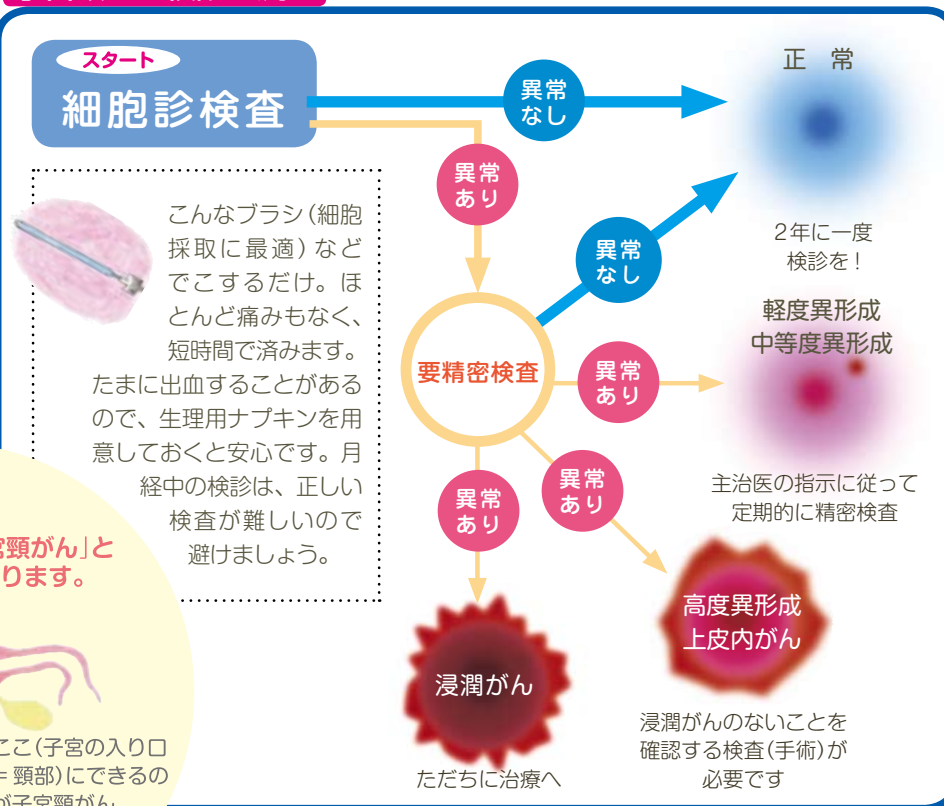 スタート
細胞診検査
異常
なし
正 常
異常
あり
2年に一度
検診を!
異常
なし
こんなブラシ(細胞
採取に最適)など
でこするだけ。ほ
とんど痛みもなく、
短時間で済みます。
たまに出血することがある
ので、生理用ナプキンを用
意しておくと安心です。月
経中の検診は、正しい
検査が難しいので
避けましょう。
要精密検査
異常
あり
軽度異形成
中等度異形成
主治医の指示に従って
定期的に精密検査
異常
あり
異常
あり
高度異形成
上皮内がん
浸潤がんのないことを
確認する検査(手術)が
必要です
浸潤がん
ただちに治療へ
宮頸がん」と
ります。
ここ(子宮の入り口
=頸部)にできるの
が子宮頸がん